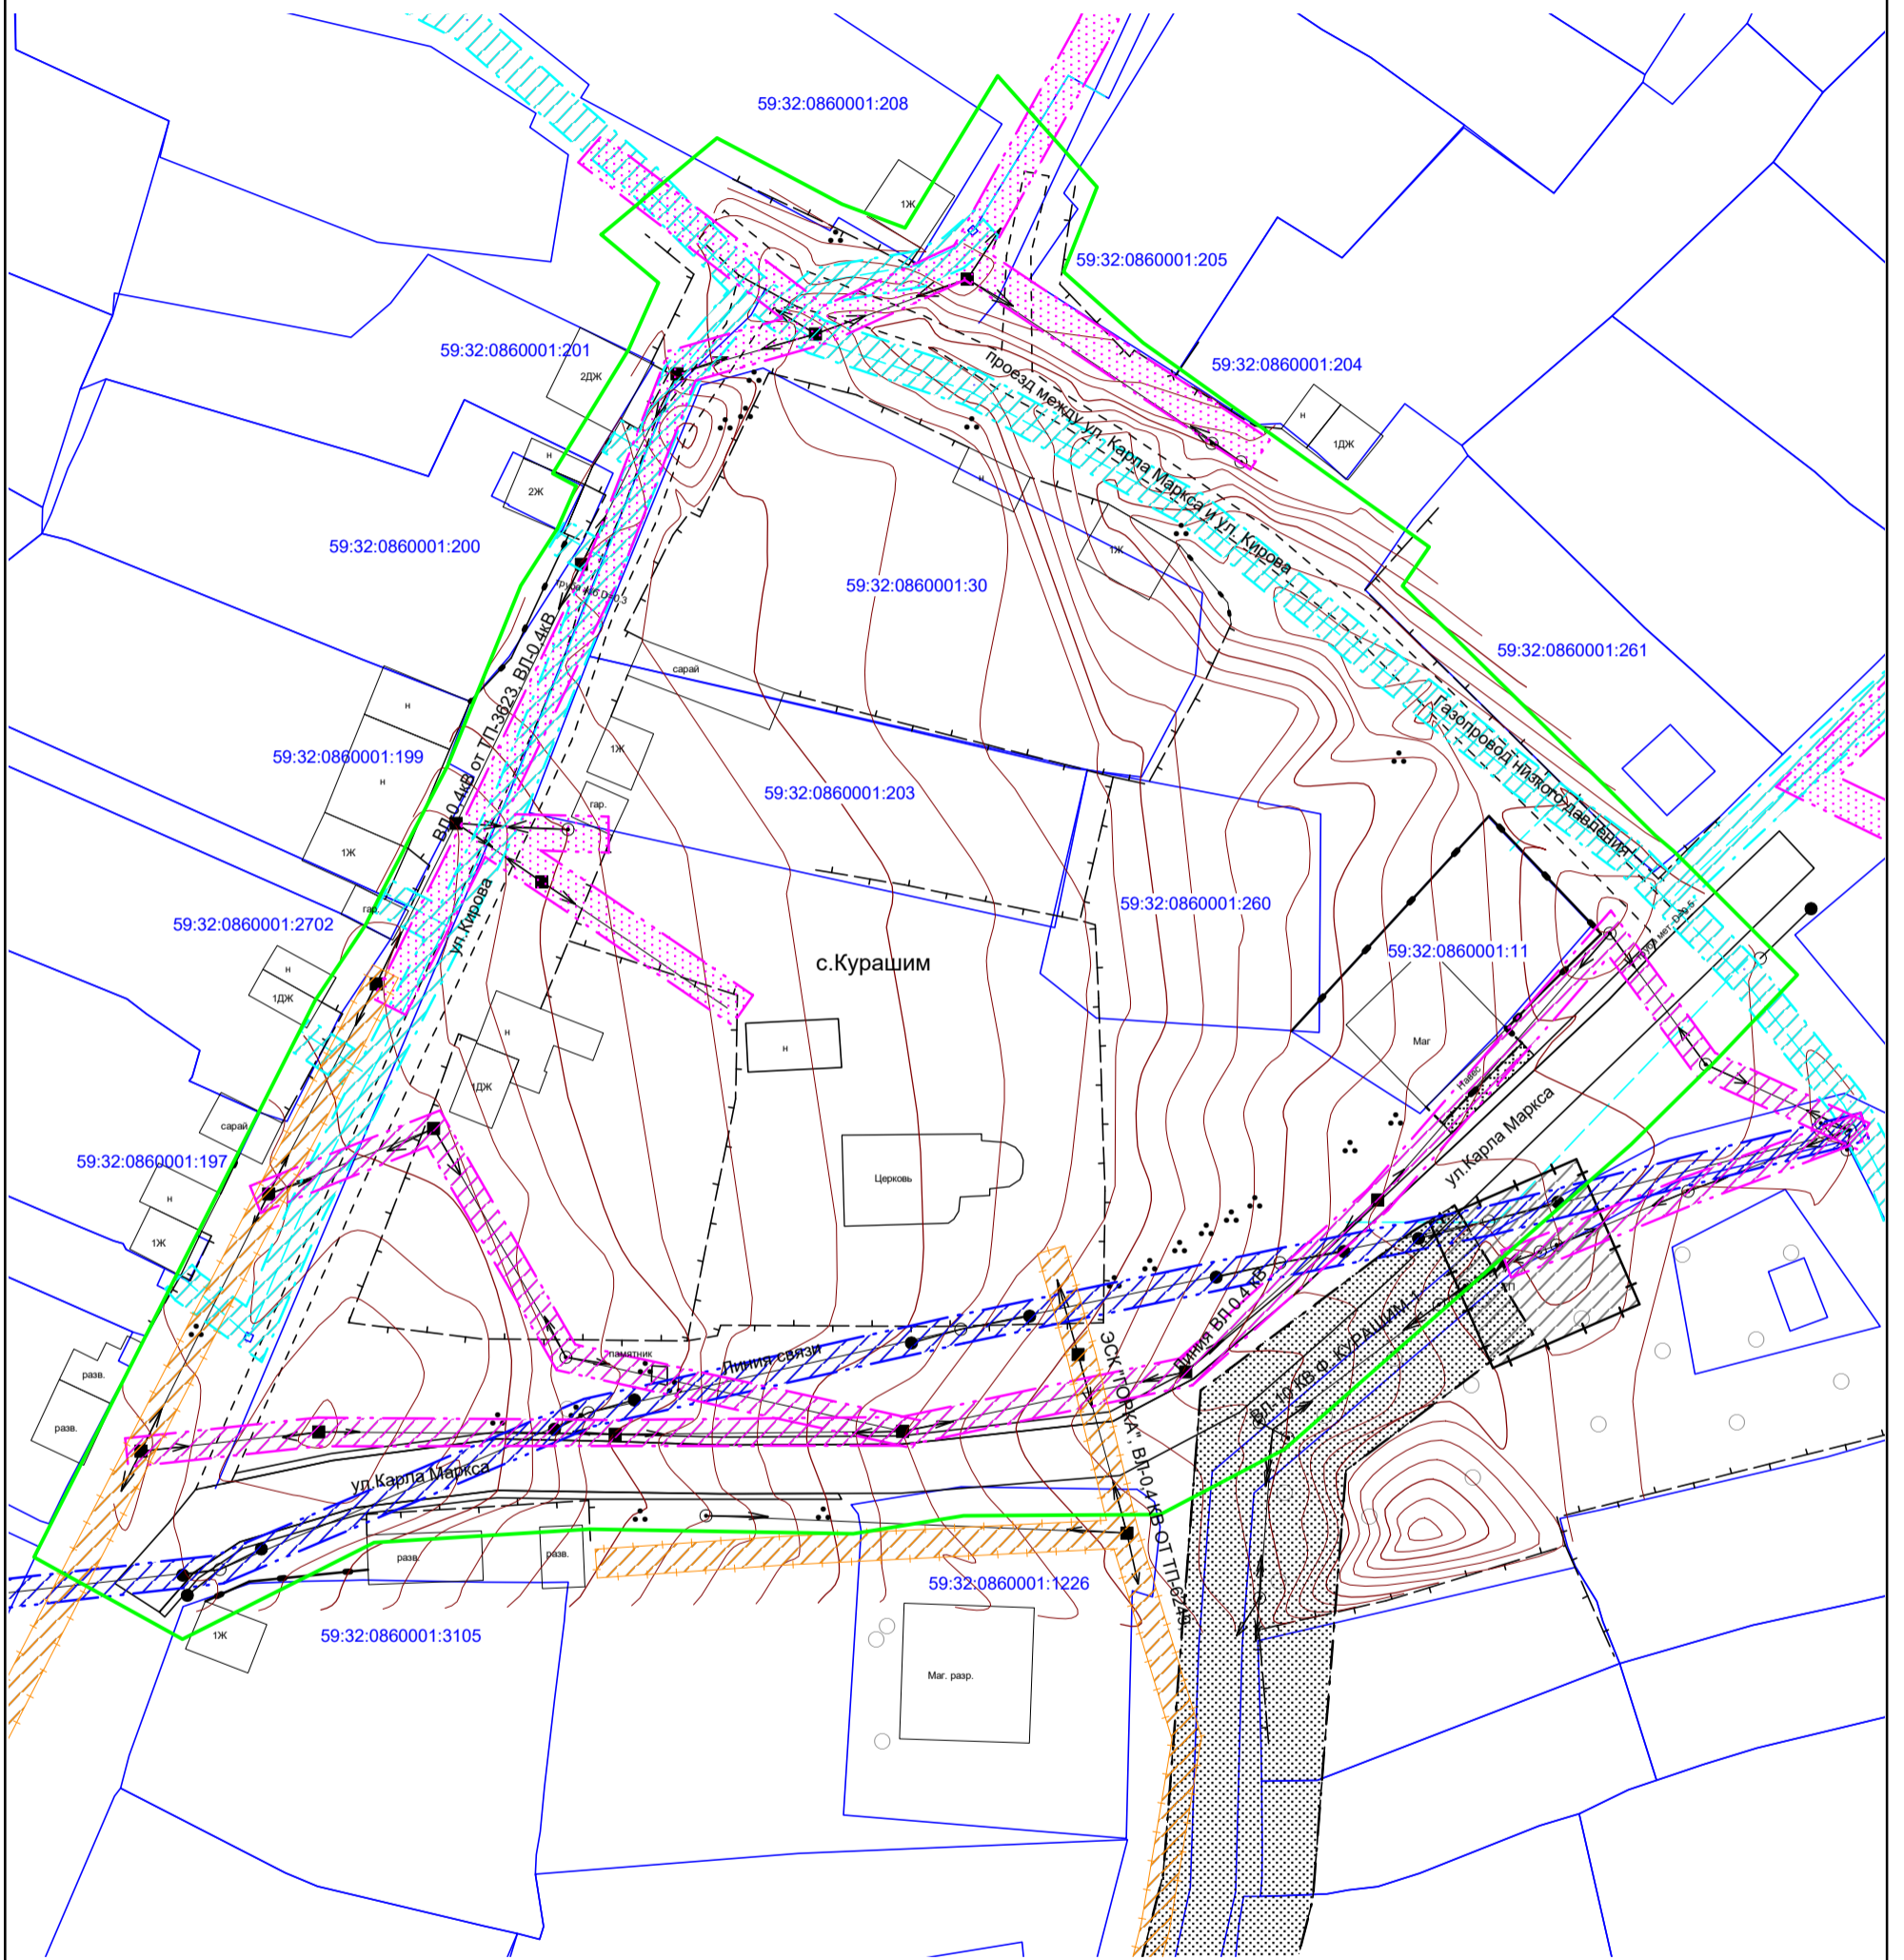 59:32:0860001:208
1Ж
59:32:0860001:205
59:32:0860001:201
2ДЖ
59:32:0860001:204
проезд между ул. Карла Маркса и ул. Кирова
н
1ДЖ
н
2Ж
н
59:32:0860001:200
1Ж
59:32:0860001:30
59:32:0860001:261
ВЛ-0.4кВ от ТП-3623, ВЛ-0.4кВ
сарай
н
1Ж
59:32:0860001:199
н
Газопровод низкого давления
59:32:0860001:203
гар.
1Ж
59:32:0860001:260
гар.
ул.Кирова
59:32:0860001:2702
59:32:0860001:11
с.Курашим
н
1ДЖ
н
н
Маг
1ДЖ
Навес
ул.Карла Маркса
сарай
59:32:0860001:197
Церковь
н
1Ж
Линия ВЛ-0.4 КВ
памятник
Линия связи
ВЛ 10 КВ Ф. КУРАШИМ-1
ЭСК "ГОРКА", ВЛ-0,4 КВ ОТ ТП-6249
разв.
разв.
ул.Карла Маркса
разв.
разв.
59:32:0860001:1226
1Ж
59:32:0860001:3105
Маг. разр.